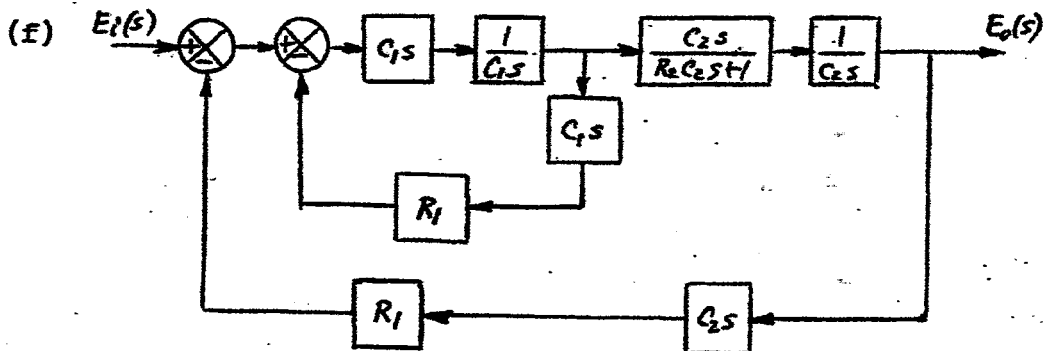 (f) Ei(s) + − + − C₁s 1/C₁s C₂s/R₂C₂s+1 1/C₂s Eo(s)
C₁s
R₁
R₁ C₂s